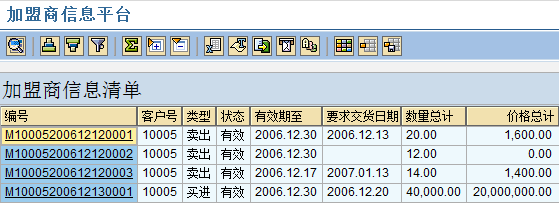 加盟商信息平台
加盟商信息清单
编号 客户号 类型 状态 有效期至 要求交货日期 数量总计 价格总计
M10005200612120001 10005 卖出 有效 2006.12.30 2006.12.13 20.00 1,600.00
M10005200612120002 10005 卖出 有效 2006.12.30 12.00 0.00
M10005200612120003 10005 卖出 有效 2006.12.17 2007.01.13 14.00 1,400.00
M10005200612130001 10005 买进 有效 2006.12.30 2006.12.20 40,000.00 20,000,000.00